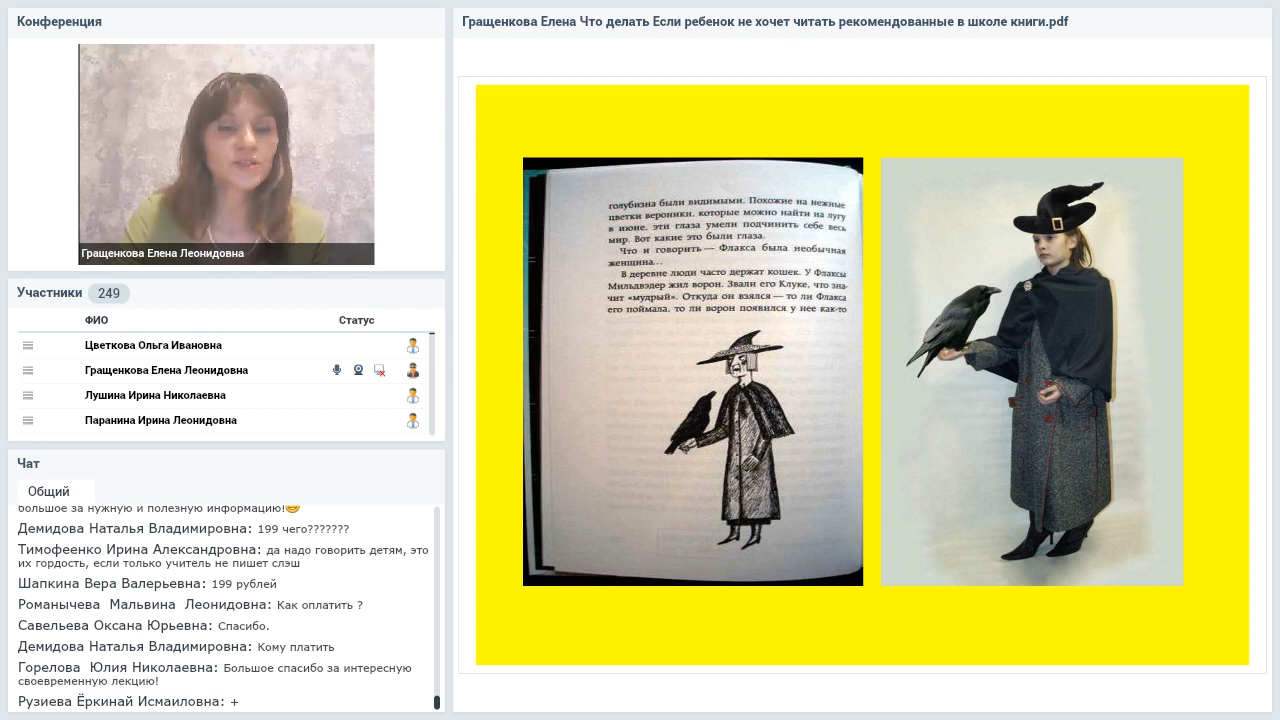 Конференция
Гращенкова Елена Леонидовна
Участники 249
ФИО Статус
Цветкова Ольга Ивановна
Гращенкова Елена Леонидовна
Лушина Ирина Николаевна
Паранина Ирина Леонидовна
Чат
Общий
большое за нужную и полезную информацию!
Демидова Наталья Владимировна: 199 чего???????
Тимофеенко Ирина Александровна: да надо говорить детям, это
их гордость, если только учитель не пишет слэш
Шапкина Вера Валерьевна: 199 рублей
Романычева Мальвина Леонидовна: Как оплатить ?
Савельева Оксана Юрьевна: Спасибо.
Демидова Наталья Владимировна: Кому платить
Горелова Юлия Николаевна: Большое спасибо за интересную
своевременную лекцию!
Рузиева Ёркинай Исмаиловна: +
Гращенкова Елена Что делать Если ребенок не хочет читать рекомендованные в школе книги.pdf
голубизна были видимыми. Похожие на нежные
цветки вероники, которые можно найти на лугу
в июне, эти глаза умели подчинить себе весь
мир. Вот какие это были глаза.
Что и говорить — Флакса была необычная
женщина...
В деревне люди часто держат кошек. У Флаксы
Мильдвэдер жил ворон. Звали его Клуке, что зна-
чит «мудрый». Откуда он взялся — то ли Флакса
его поймала, то ли ворон появился у нее как-то